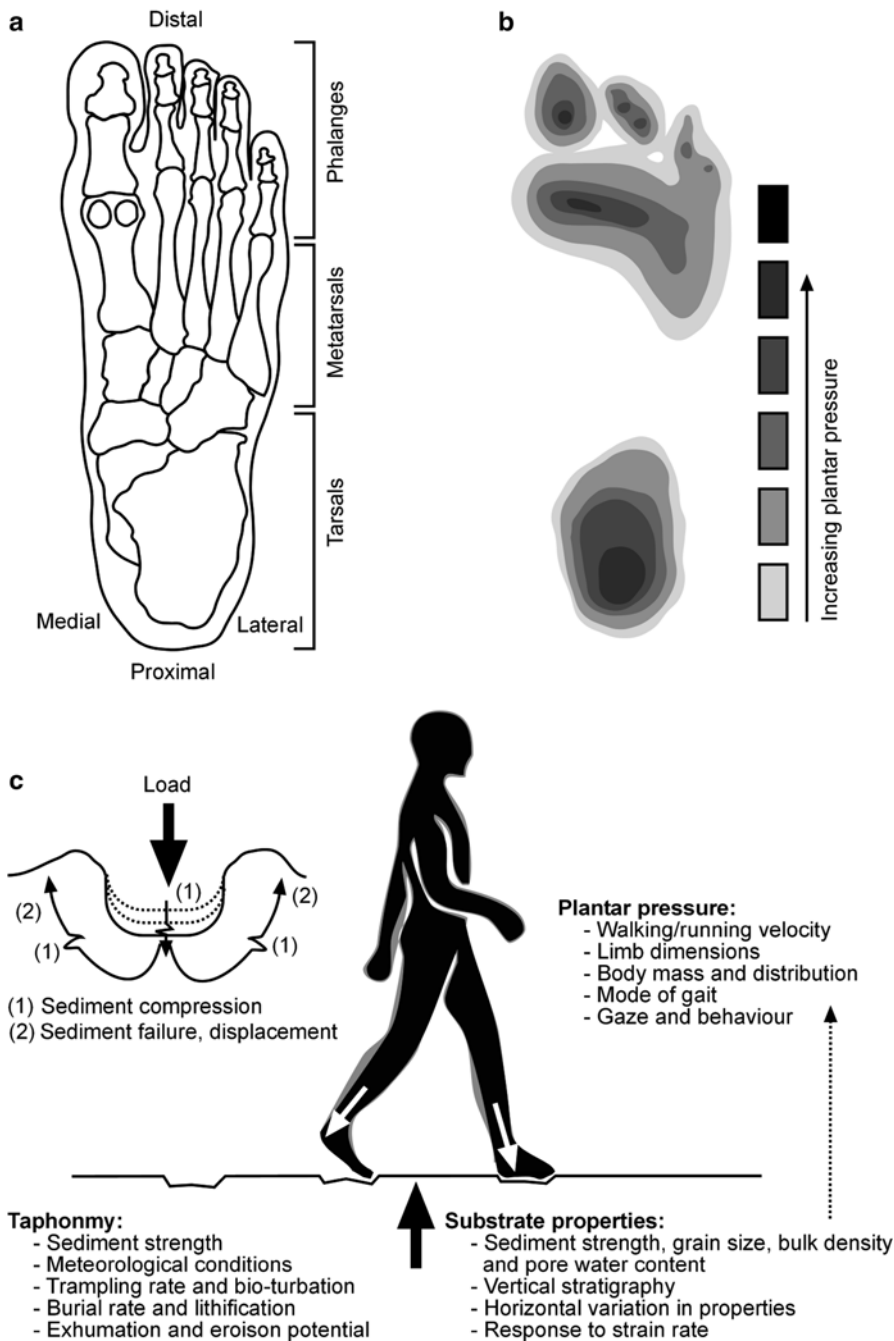 a
Distal
Phalanges
Metatarsals
Tarsals
Medial
Lateral
Proximal
b
Increasing plantar pressure
c
Load
(1)
(2)
(2)
(1)
(1)
(1) Sediment compression
(2) Sediment failure, displacement
Plantar pressure:
- Walking/running velocity
- Limb dimensions
- Body mass and distribution
- Mode of gait
- Gaze and behaviour
Taphonmy:
- Sediment strength
- Meteorological conditions
- Trampling rate and bio-turbation
- Burial rate and lithification
- Exhumation and eroison potential
Substrate properties:
- Sediment strength, grain size, bulk density
and pore water content
- Vertical stratigraphy
- Horizontal variation in properties
- Response to strain rate